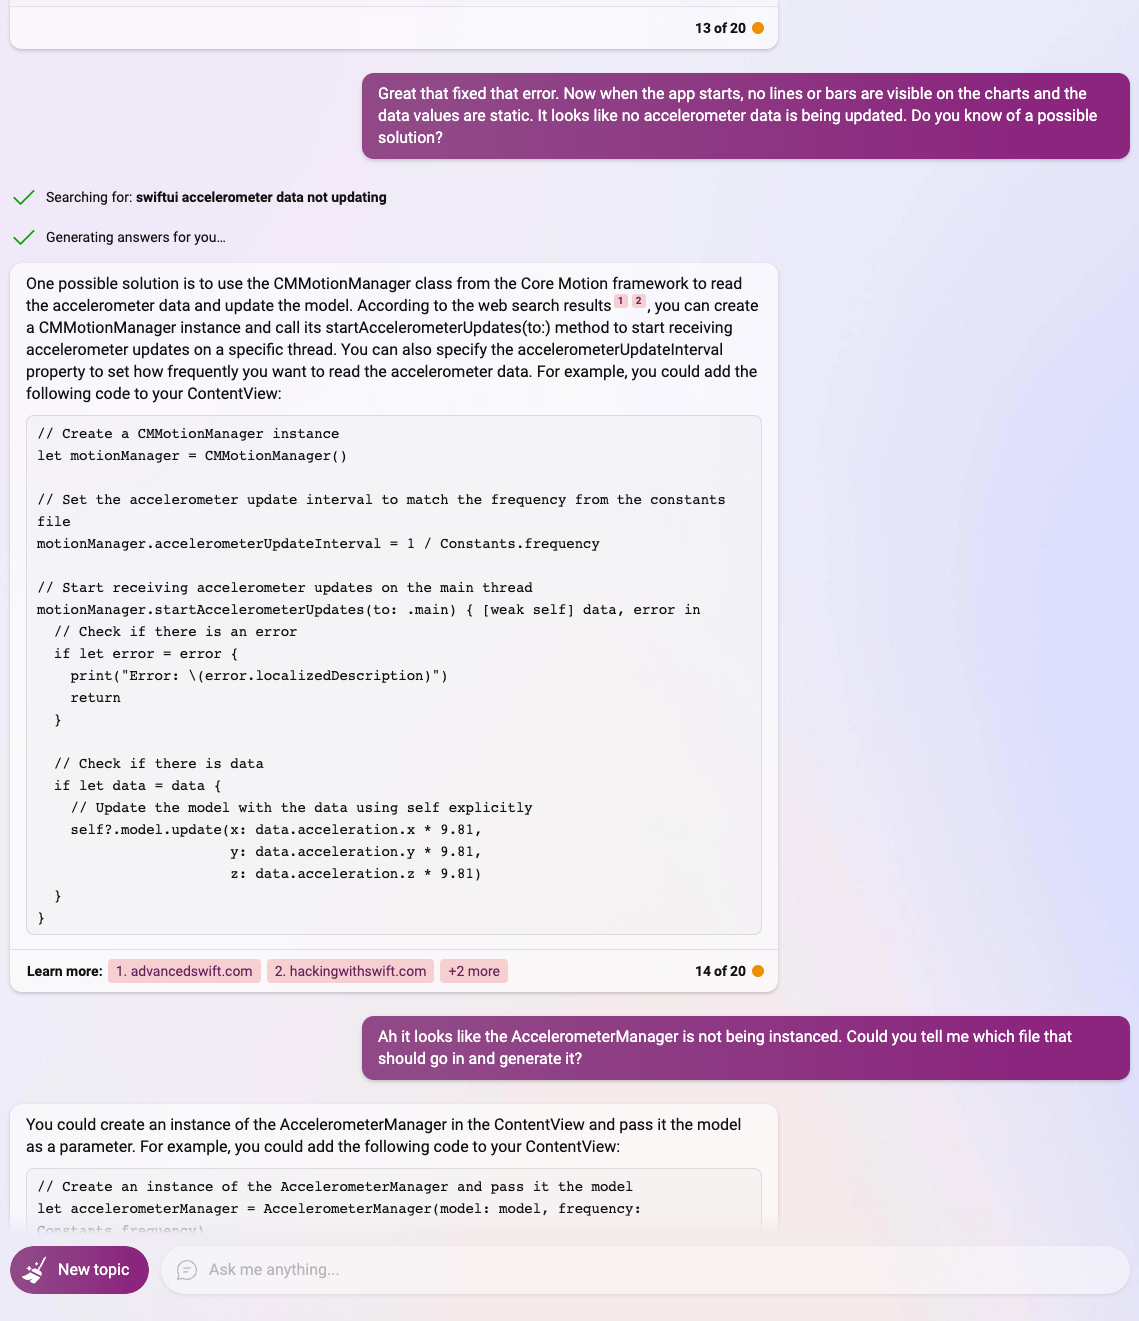 13 of 20
Great that fixed that error. Now when the app starts, no lines or bars are visible on the charts and the
data values are static. It looks like no accelerometer data is being updated. Do you know of a possible
solution?
Searching for: swiftui accelerometer data not updating
Generating answers for you...
One possible solution is to use the CMMotionManager class from the Core Motion framework to read
the accelerometer data and update the model. According to the web search results 1 2 , you can create
a CMMotionManager instance and call its startAccelerometerUpdates(to:) method to start receiving
accelerometer updates on a specific thread. You can also specify the accelerometerUpdateInterval
property to set how frequently you want to read the accelerometer data. For example, you could add the
following code to your ContentView:
// Create a CMMotionManager instance
let motionManager = CMMotionManager()
// Set the accelerometer update interval to match the frequency from the constants
file
motionManager.accelerometerUpdateInterval = 1 / Constants.frequency
// Start receiving accelerometer updates on the main thread
motionManager.startAccelerometerUpdates(to: .main) { [weak self] data, error in
  // Check if there is an error
  if let error = error {
    print("Error: \(error.localizedDescription)")
    return
  }
  // Check if there is data
  if let data = data {
    // Update the model with the data using self explicitly
    self?.model.update(x: data.acceleration.x * 9.81,
                       y: data.acceleration.y * 9.81,
                       z: data.acceleration.z * 9.81)
  }
}
Learn more: 1. advancedswift.com 2. hackingwithswift.com +2 more 14 of 20
Ah it looks like the AccelerometerManager is not being instanced. Could you tell me which file that
should go in and generate it?
You could create an instance of the AccelerometerManager in the ContentView and pass it the model
as a parameter. For example, you could add the following code to your ContentView:
// Create an instance of the AccelerometerManager and pass it the model
let accelerometerManager = AccelerometerManager(model: model, frequency:
Constants.frequency)
New topic
Ask me anything...